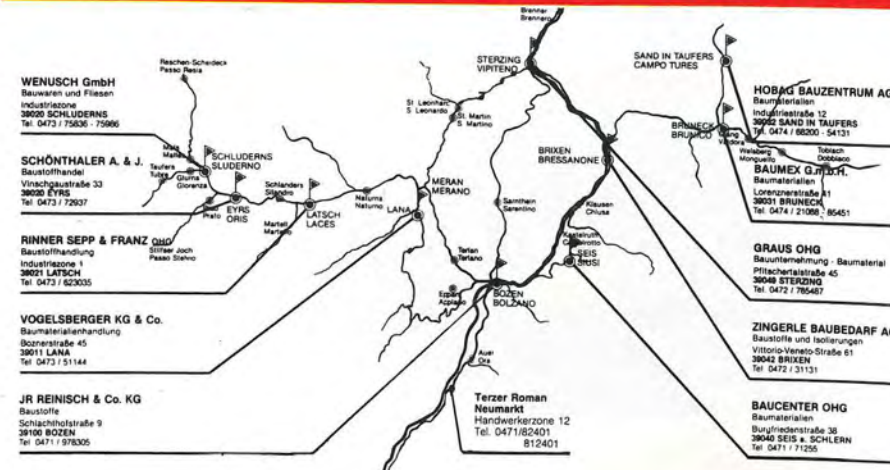 WENUSCH GmbH
Bauwaren und Fliesen
Industriezone
39020 SCHLUDERNS
Tel. 0473 / 75836 - 75986
SCHÖNTHALER A. & J.
Baustoffhandel
Vinschgaustraße 33
39020 EYRS
Tel. 0473 / 72937
RINNER SEPP & FRANZ OHG
Baustoffhandlung
Industriezone 1
39021 LATSCH
Tel. 0473 / 623035
VOGELSBERGER KG & Co.
Baumaterialienhandlung
Boznerstraße 45
39011 LANA
Tel. 0473 / 51144
JR REINISCH & Co. KG
Baustoffe
Schlachthofstraße 9
39100 BOZEN
Tel. 0471 / 978305
Reschen-Scheideck
Passo Resia
Mals
Taufers
Tubre
Glurns
Glorenza
SCHLUDERNS
SLUDERNO
Prato
EYRS
ORIS
Stilfser Joch
Passo Stelvio
Schlanders
Silandro
Martell
LATSCH
LACES
Naturns
Naturno
LANA
MERAN
MERANO
St. Leonhard
S. Leonardo
St. Martin
S. Martino
Brenner
Brennero
STERZING
VIPITENO
Sarnthein
Sarentino
Terlan
Terlano
Eppan
Appiano
BOZEN
BOLZANO
Auer
Ora
BRIXEN
BRESSANONE
Klausen
Chiusa
Kastelruth
SEIS
SIUSI
SAND IN TAUFERS
CAMPO TURES
BRUNECK
BRUNICO
Welsberg
Monguelfo
Toblach
Dobbiaco
Terzer Roman
Neumarkt
Handwerkerzone 12
Tel. 0471/82401
812401
HOBAG BAUZENTRUM AG
Baumaterialien
Industriestraße 12
39032 SAND IN TAUFERS
Tel. 0474 / 68200 - 54131
BAUMEX G.m.b.H.
Baumaterialien
Lorenznerstraße 41
39031 BRUNECK
Tel. 0474 / 21068 - 85451
GRAUS OHG
Bauunternehmung - Baumaterial
Pfitschertalstraße 45
39049 STERZING
Tel. 0472 / 765487
ZINGERLE BAUBEDARF AG
Baustoffe und Isolierungen
Vittorio-Veneto-Straße 61
39042 BRIXEN
Tel. 0472 / 31131
BAUCENTER OHG
Baumaterialien
Burgfriedenstraße 38
39040 SEIS a. SCHLERN
Tel. 0471 / 71255